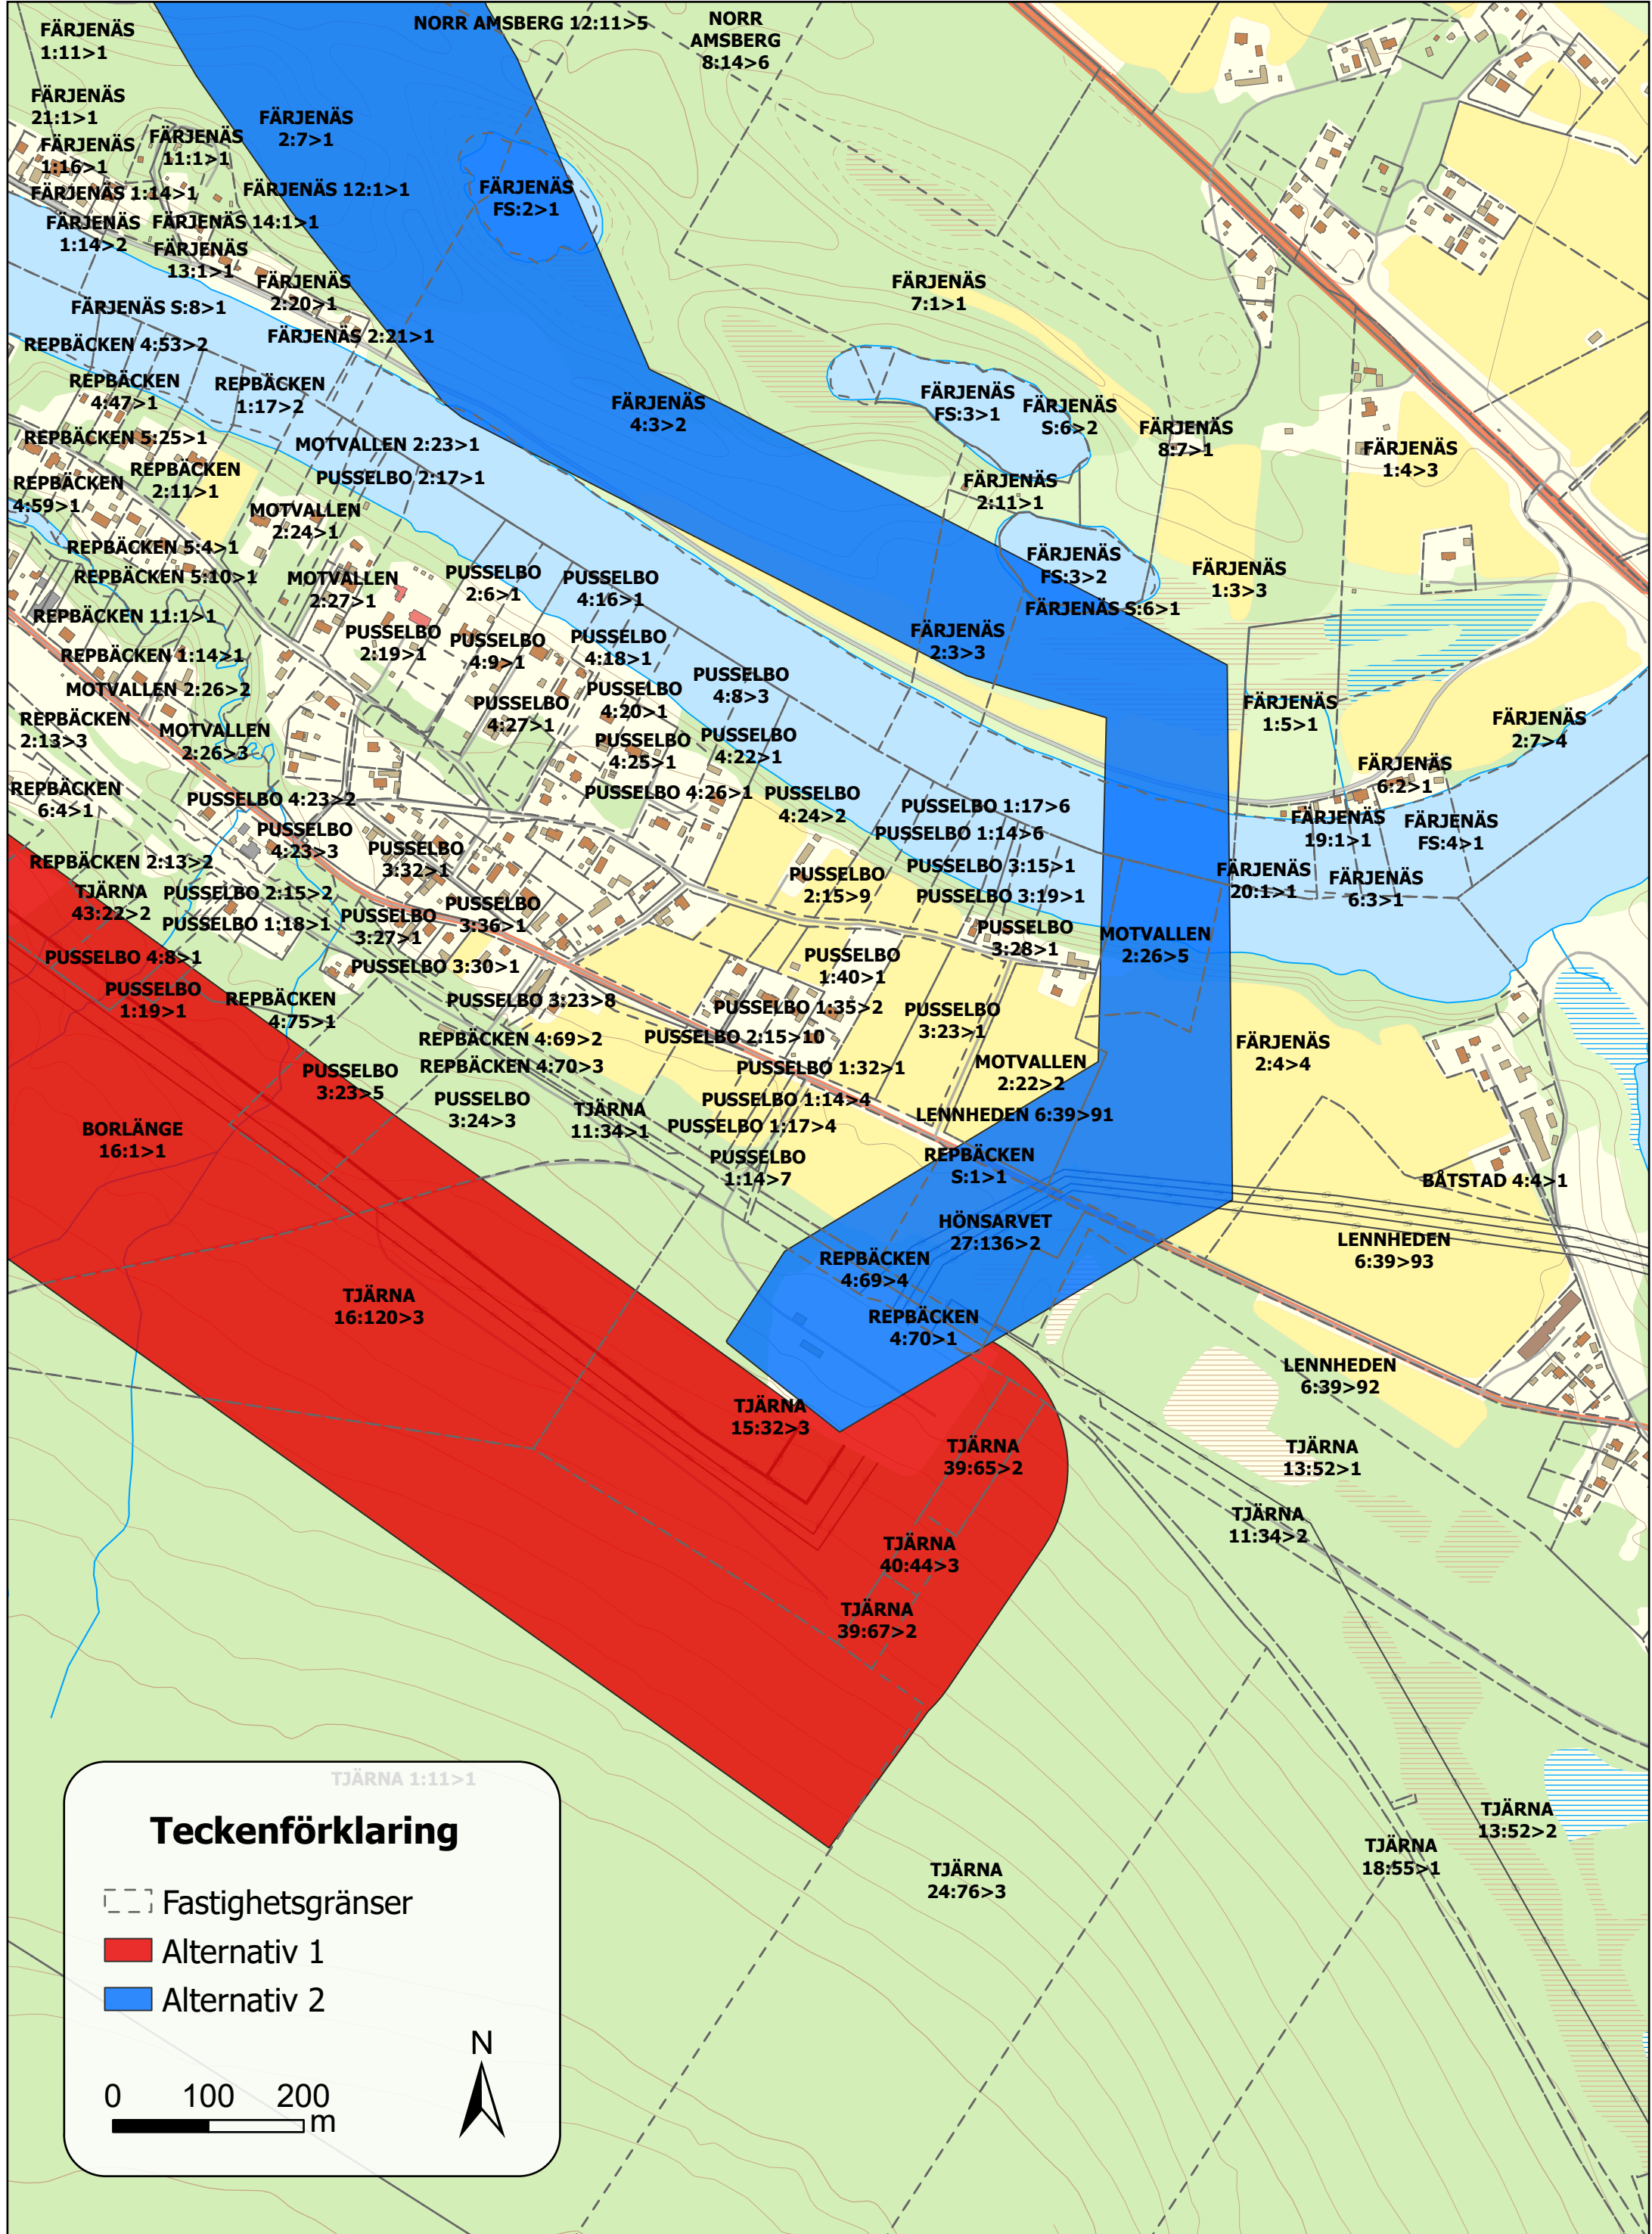 NORR AMSBERG 12:11>5
NORR
AMSBERG
8:14>6
FÄRJENÄS
1:11>1
FÄRJENÄS
21:1>1
FÄRJENÄS
2:7>1
FÄRJENÄS
1:16>1
FÄRJENÄS
11:1>1
FÄRJENÄS 1:14>1
FÄRJENÄS 12:1>1
FÄRJENÄS
FS:2>1
FÄRJENÄS
1:14>2
FÄRJENÄS 14:1>1
FÄRJENÄS
13:1>1
FÄRJENÄS
2:20>1
FÄRJENÄS
7:1>1
FÄRJENÄS S:8>1
FÄRJENÄS 2:21>1
REPBÄCKEN 4:53>2
REPBÄCKEN
4:47>1
REPBÄCKEN
1:17>2
FÄRJENÄS
4:3>2
FÄRJENÄS
FS:3>1
FÄRJENÄS
S:6>2
FÄRJENÄS
8:7>1
FÄRJENÄS
1:4>3
REPBÄCKEN 5:25>1
MOTVALLEN 2:23>1
REPBÄCKEN
2:11>1
PUSSELBO 2:17>1
REPBÄCKEN
4:59>1
FÄRJENÄS
2:11>1
MOTVALLEN
2:24>1
REPBÄCKEN 5:4>1
FÄRJENÄS
FS:3>2
FÄRJENÄS
1:3>3
REPBÄCKEN 5:10>1
MOTVALLEN
2:27>1
PUSSELBO
2:6>1
PUSSELBO
4:16>1
FÄRJENÄS S:6>1
REPBÄCKEN 11:1>1
PUSSELBO
2:19>1
PUSSELBO
4:9>1
PUSSELBO
4:18>1
FÄRJENÄS
2:3>3
REPBÄCKEN 1:14>1
MOTVALLEN 2:26>2
PUSSELBO
4:20>1
PUSSELBO
4:8>3
PUSSELBO
4:27>1
FÄRJENÄS
1:5>1
FÄRJENÄS
2:7>4
REPBÄCKEN
2:13>3
MOTVALLEN
2:26>3
PUSSELBO
4:25>1
PUSSELBO
4:22>1
FÄRJENÄS
6:2>1
REPBÄCKEN
6:4>1
PUSSELBO 4:23>2
PUSSELBO 4:26>1
PUSSELBO
4:24>2
PUSSELBO 1:17>6
PUSSELBO
4:23>3
PUSSELBO 1:14>6
FÄRJENÄS
19:1>1
FÄRJENÄS
FS:4>1
REPBÄCKEN 2:13>2
PUSSELBO
3:32>1
PUSSELBO 3:15>1
PUSSELBO
2:15>9
FÄRJENÄS
20:1>1
FÄRJENÄS
6:3>1
TJÄRNA
43:22>2
PUSSELBO 2:15>2
PUSSELBO 3:19>1
PUSSELBO 1:18>1
PUSSELBO
3:27>1
PUSSELBO
3:36>1
PUSSELBO
3:28>1
MOTVALLEN
2:26>5
PUSSELBO 4:8>1
PUSSELBO 3:30>1
PUSSELBO
1:40>1
PUSSELBO
1:19>1
REPBÄCKEN
4:75>1
PUSSELBO 3:23>8
PUSSELBO 1:35>2
PUSSELBO
3:23>1
REPBÄCKEN 4:69>2
PUSSELBO 2:15>10
FÄRJENÄS
2:4>4
REPBÄCKEN 4:70>3
PUSSELBO 1:32>1
MOTVALLEN
2:22>2
PUSSELBO
3:23>5
PUSSELBO
3:24>3
TJÄRNA
11:34>1
PUSSELBO 1:14>4
LENNHEDEN 6:39>91
PUSSELBO 1:17>4
BORLÄNGE
16:1>1
PUSSELBO
1:14>7
REPBÄCKEN
S:1>1
BÅTSTAD 4:4>1
HÖNSARVET
27:136>2
LENNHEDEN
6:39>93
REPBÄCKEN
4:69>4
TJÄRNA
16:120>3
REPBÄCKEN
4:70>1
LENNHEDEN
6:39>92
TJÄRNA
15:32>3
TJÄRNA
39:65>2
TJÄRNA
13:52>1
TJÄRNA
11:34>2
TJÄRNA
40:44>3
TJÄRNA
39:67>2
TJÄRNA 1:11>1
TJÄRNA
13:52>2
TJÄRNA
18:55>1
TJÄRNA
24:76>3
Teckenförklaring
Fastighetsgränser
Alternativ 1
Alternativ 2
N
0 100 200
m